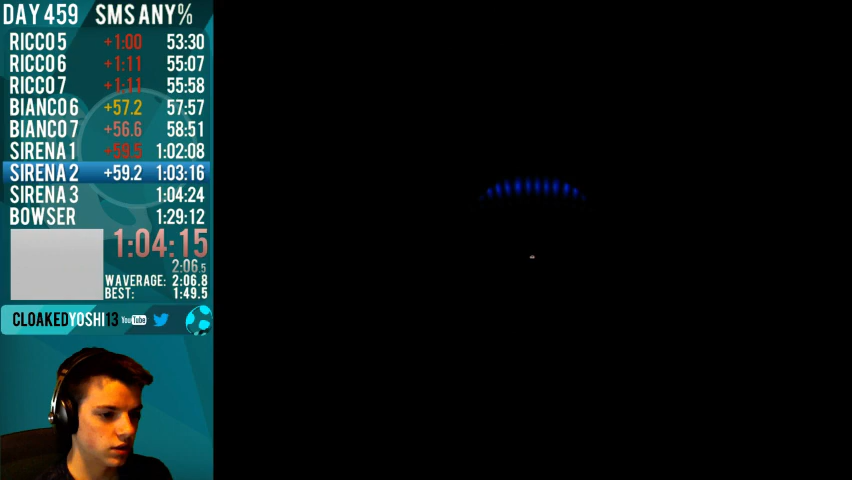 DAY 459 SMS ANY%
RICCO 5 +1:00 53:30
RICCO 6 +1:11 55:07
RICCO 7 +1:11 55:58
BIANCO 6 +57.2 57:57
BIANCO 7 +56.6 58:51
SIRENA 1 +59.5 1:02:08
SIRENA 2 +59.2 1:03:16
SIRENA 3 1:04:24
BOWSER 1:29:12
1:04:15
2:06.5
WAVERAGE: 2:06.8
BEST: 1:49.5
CLOAKEDYOSHI13 YouTube